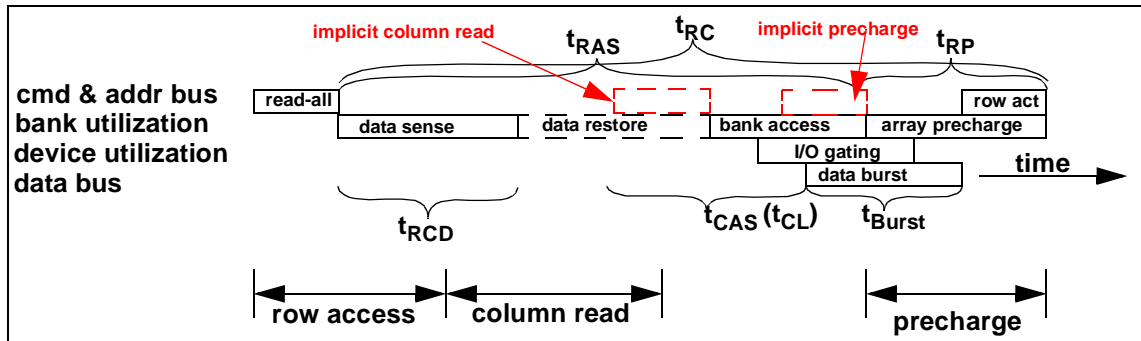 implicit column read
tRAS
tRC
implicit precharge
tRP
cmd & addr bus
read-all
row act
bank utilization
data sense
data restore
bank access
array precharge
device utilization
I/O gating
data bus
data burst
time
tRCD
tCAS (tCL)
tBurst
row access
column read
precharge